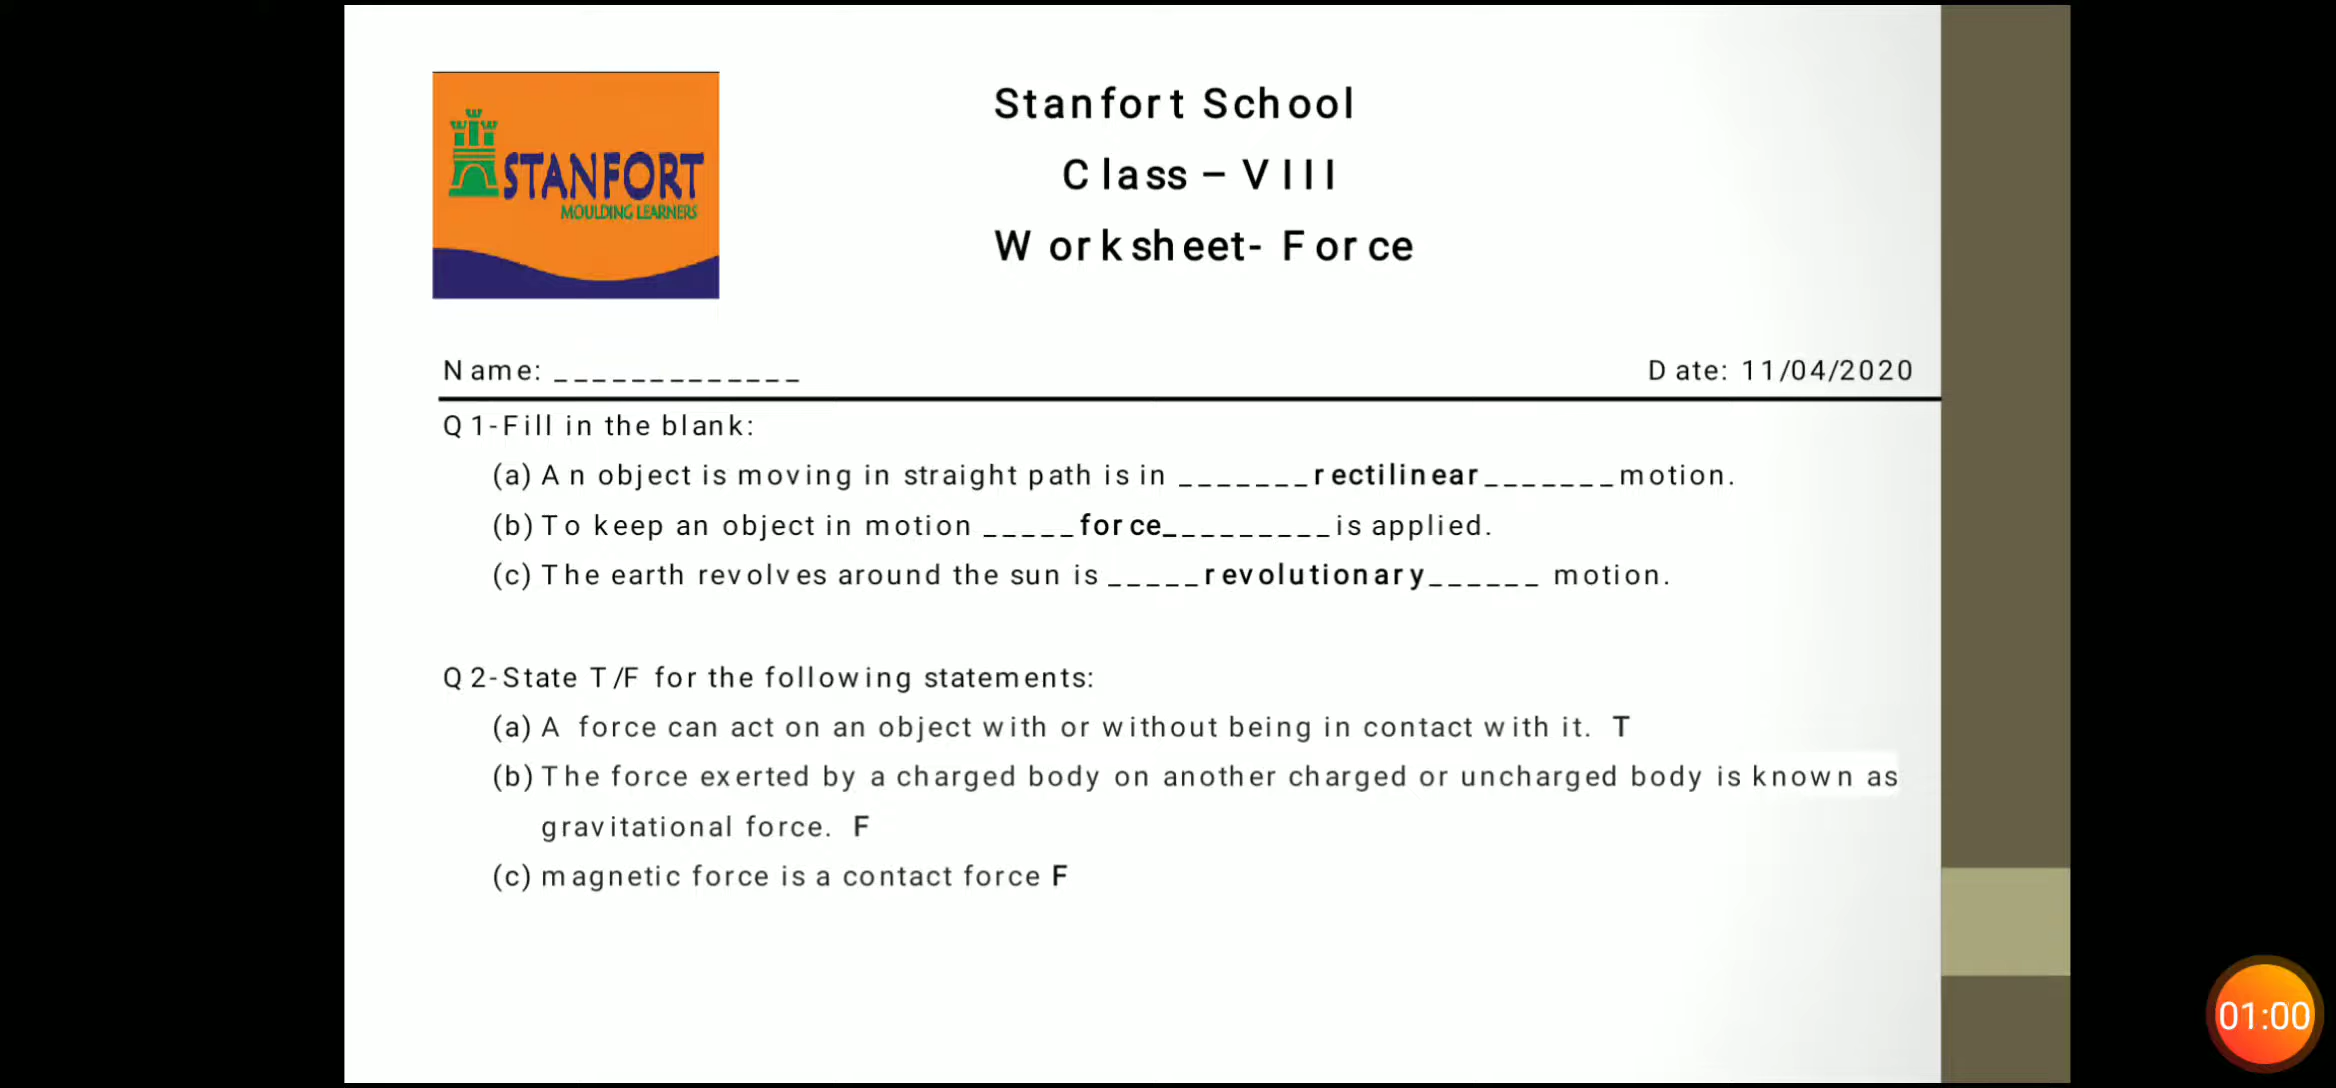 STANFORT
MOULDING LEARNERS
Stanfort School
Class – VIII
Worksheet- Force
Name: _____________
Date: 11/04/2020
Q1-Fill in the blank:
(a) An object is moving in straight path is in _______rectilinear_______motion.
(b) To keep an object in motion _____force_________is applied.
(c) The earth revolves around the sun is _____revolutionary______ motion.
Q2-State T/F for the following statements:
(a) A force can act on an object with or without being in contact with it. T
(b) The force exerted by a charged body on another charged or uncharged body is known as
gravitational force. F
(c) magnetic force is a contact force F
01:00